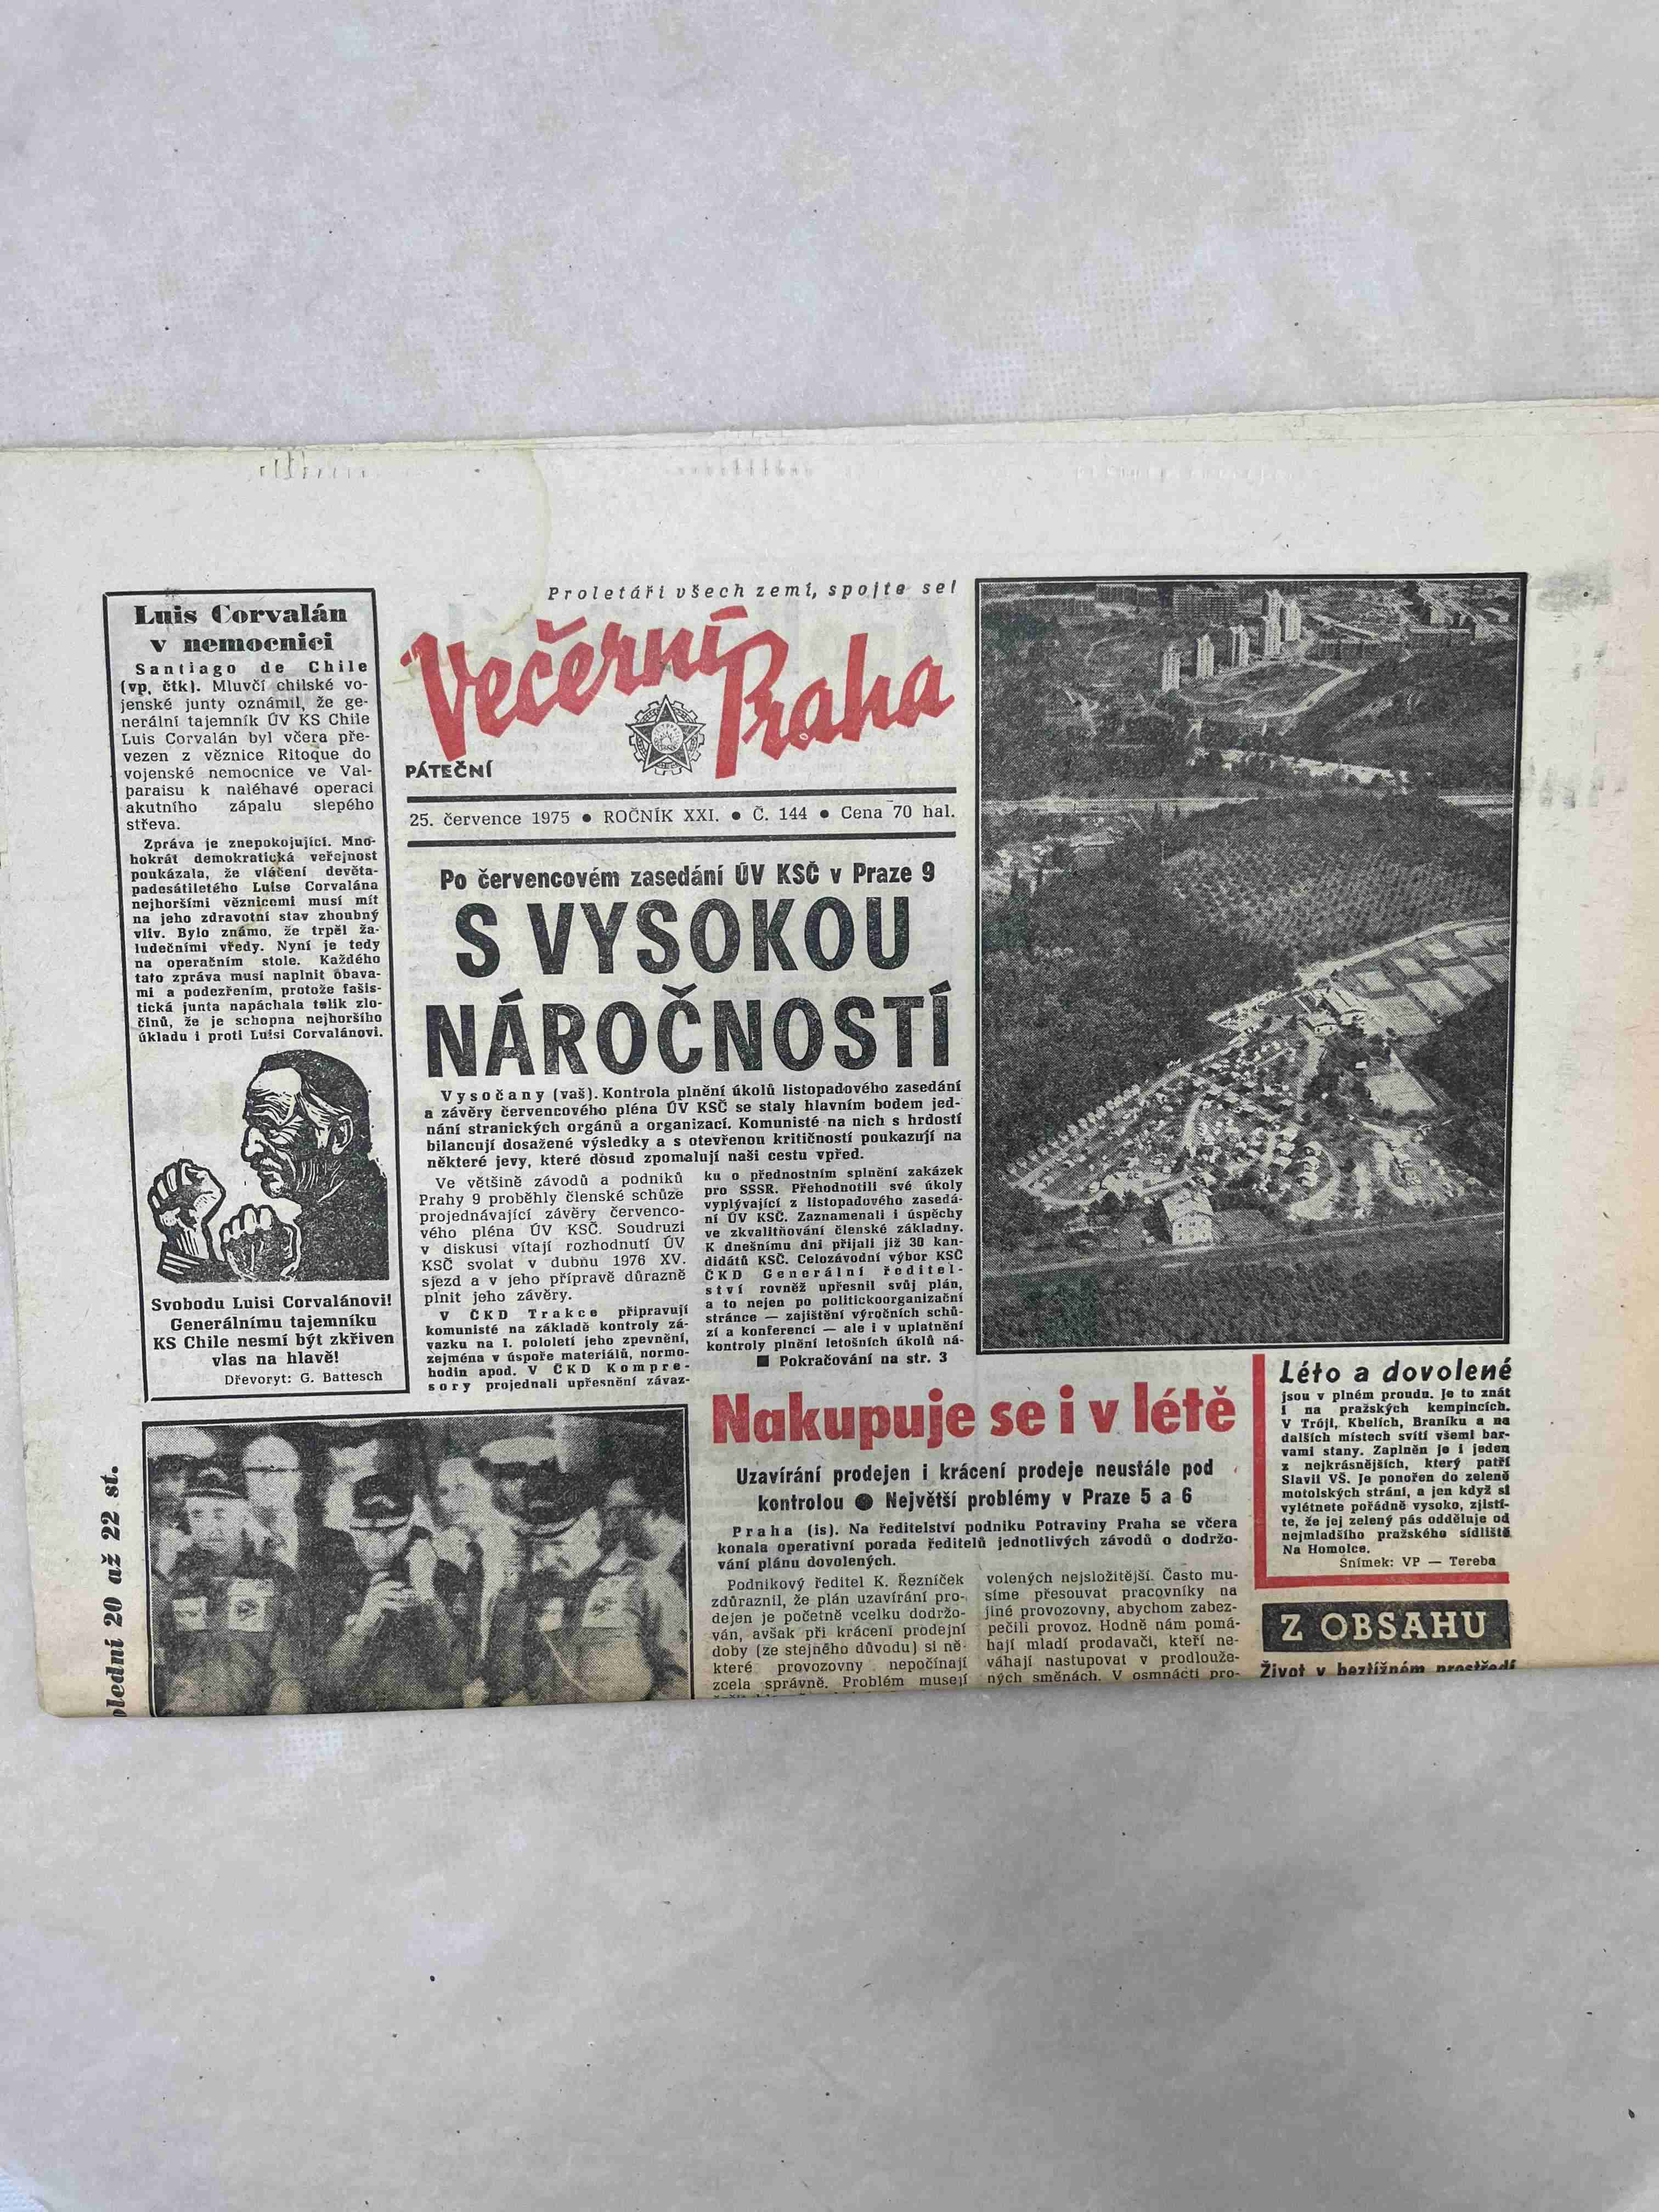 Luis Corvalán
v nemocnici
Santiago de Chile
(vp, čtk). Mluvčí chilské vo-
jenské junty oznámil, že ge-
nerální tajemník ÚV KS Chile
Luis Corvalán byl včera pře-
vezen z věznice Ritoque do
vojenské nemocnice ve Val-
paraisu k naléhavé operaci
akutního zápalu slepého
střeva.
Zpráva je znepokojující. Mno-
hokrát demokratická veřejnost
poukázala, že vláčení devěta-
padesátiletého Luise Corvalána
nejhoršími věznicemi musí mít
na jeho zdravotní stav zhoubný
vliv. Bylo známo, že trpěl ža-
ludečními vředy. Nyní je tedy
na operačním stole. Každého
tato zpráva musí naplnit obava-
mi a podezřením, protože fašis-
tická junta napáchala tolik zlo-
činů, že je schopna nejhoršího
úkladu i proti Luisi Corvalánovi.
Svobodu Luisi Corvalánovi!
Generálnímu tajemníku
KS Chile nesmí být zkřiven
vlas na hlavě!
Dřevoryt: G. Battesch
Proletáři všech zemí, spojte se!
Večerní
Praha
PÁTEČNÍ
25. července 1975 ● ROČNÍK XXI. ● Č. 144 ● Cena 70 hal.
Po červencovém zasedání ÚV KSČ v Praze 9
S VYSOKOU
NÁROČNOSTÍ
Vysočany (vaš). Kontrola plnění úkolů listopadového zasedání
a závěry červencového pléna ÚV KSČ se staly hlavním bodem jed-
nání stranických orgánů a organizací. Komunisté na nich s hrdostí
bilancují dosažené výsledky a s otevřenou kritičností poukazují na
některé jevy, které dosud zpomalují naši cestu vpřed.
Ve většině závodů a podniků
Prahy 9 proběhly členské schůze
projednávající závěry červenco-
vého pléna ÚV KSČ. Soudruzi
v diskusi vítají rozhodnutí ÚV
KSČ svolat v dubnu 1976 XV.
sjezd a v jeho přípravě důrazně
plnit jeho závěry.
V ČKD Trakce připravují
komunisté na základě kontroly zá-
vazku na I. pololetí jeho zpevnění,
zejména v úspoře materiálů, normo-
hodin apod. V ČKD Kompre-
sory projednali upřesnění závaz-
ku o přednostním splnění zakázek
pro SSSR. Přehodnotili své úkoly
vyplývající z listopadového zasedá-
ní ÚV KSČ. Zaznamenali i úspěchy
ve zkvalitňování členské základny.
K dnešnímu dni přijali již 30 kan-
didátů KSČ. Celozávodní výbor KSČ
ČKD Generální ředitel-
ství rovněž upřesnil svůj plán,
a to nejen po politickoorganizační
stránce — zajištění výročních schů-
zí a konferencí — ale i v uplatnění
kontroly plnění letošních úkolů ná-
■ Pokračování na str. 3
Nakupuje se i v létě
Uzavírání prodejen i krácení prodeje neustále pod
kontrolou ● Největší problémy v Praze 5 a 6
Praha (is). Na ředitelství podniku Potraviny Praha se včera
konala operativní porada ředitelů jednotlivých závodů o dodržo-
vání plánu dovolených.
Podnikový ředitel K. Řezníček
zdůraznil, že plán uzavírání pro-
dejen je početně vcelku dodržo-
ván, avšak při krácení prodejní
doby (ze stejného důvodu) si ně-
které provozovny nepočínají
zcela správně. Problém musejí
volených nejsložitější. Často mu-
síme přesouvat pracovníky na
jiné provozovny, abychom zabez-
pečili provoz. Hodně nám pomá-
hají mladí prodavači, kteří ne-
váhají nastupovat v prodlouže-
ných směnách. V osmnácti pro-
Léto a dovolené
jsou v plném proudu. Je to znát
i na pražských kempincích.
V Tróji, Kbelích, Braníku a na
dalších místech svítí všemi bar-
vami stany. Zaplněn je i jeden
z nejkrásnějších, který patří
Slavii VŠ. Je ponořen do zeleně
motolských strání, a jen když si
vylétnete pořádně vysoko, zjistí-
te, že jej zelený pás odděluje od
nejmladšího pražského sídliště
Na Homolce.
Snímek: VP — Tereba
Z OBSAHU
Život v beztížném prostředí
20 až 22 st.